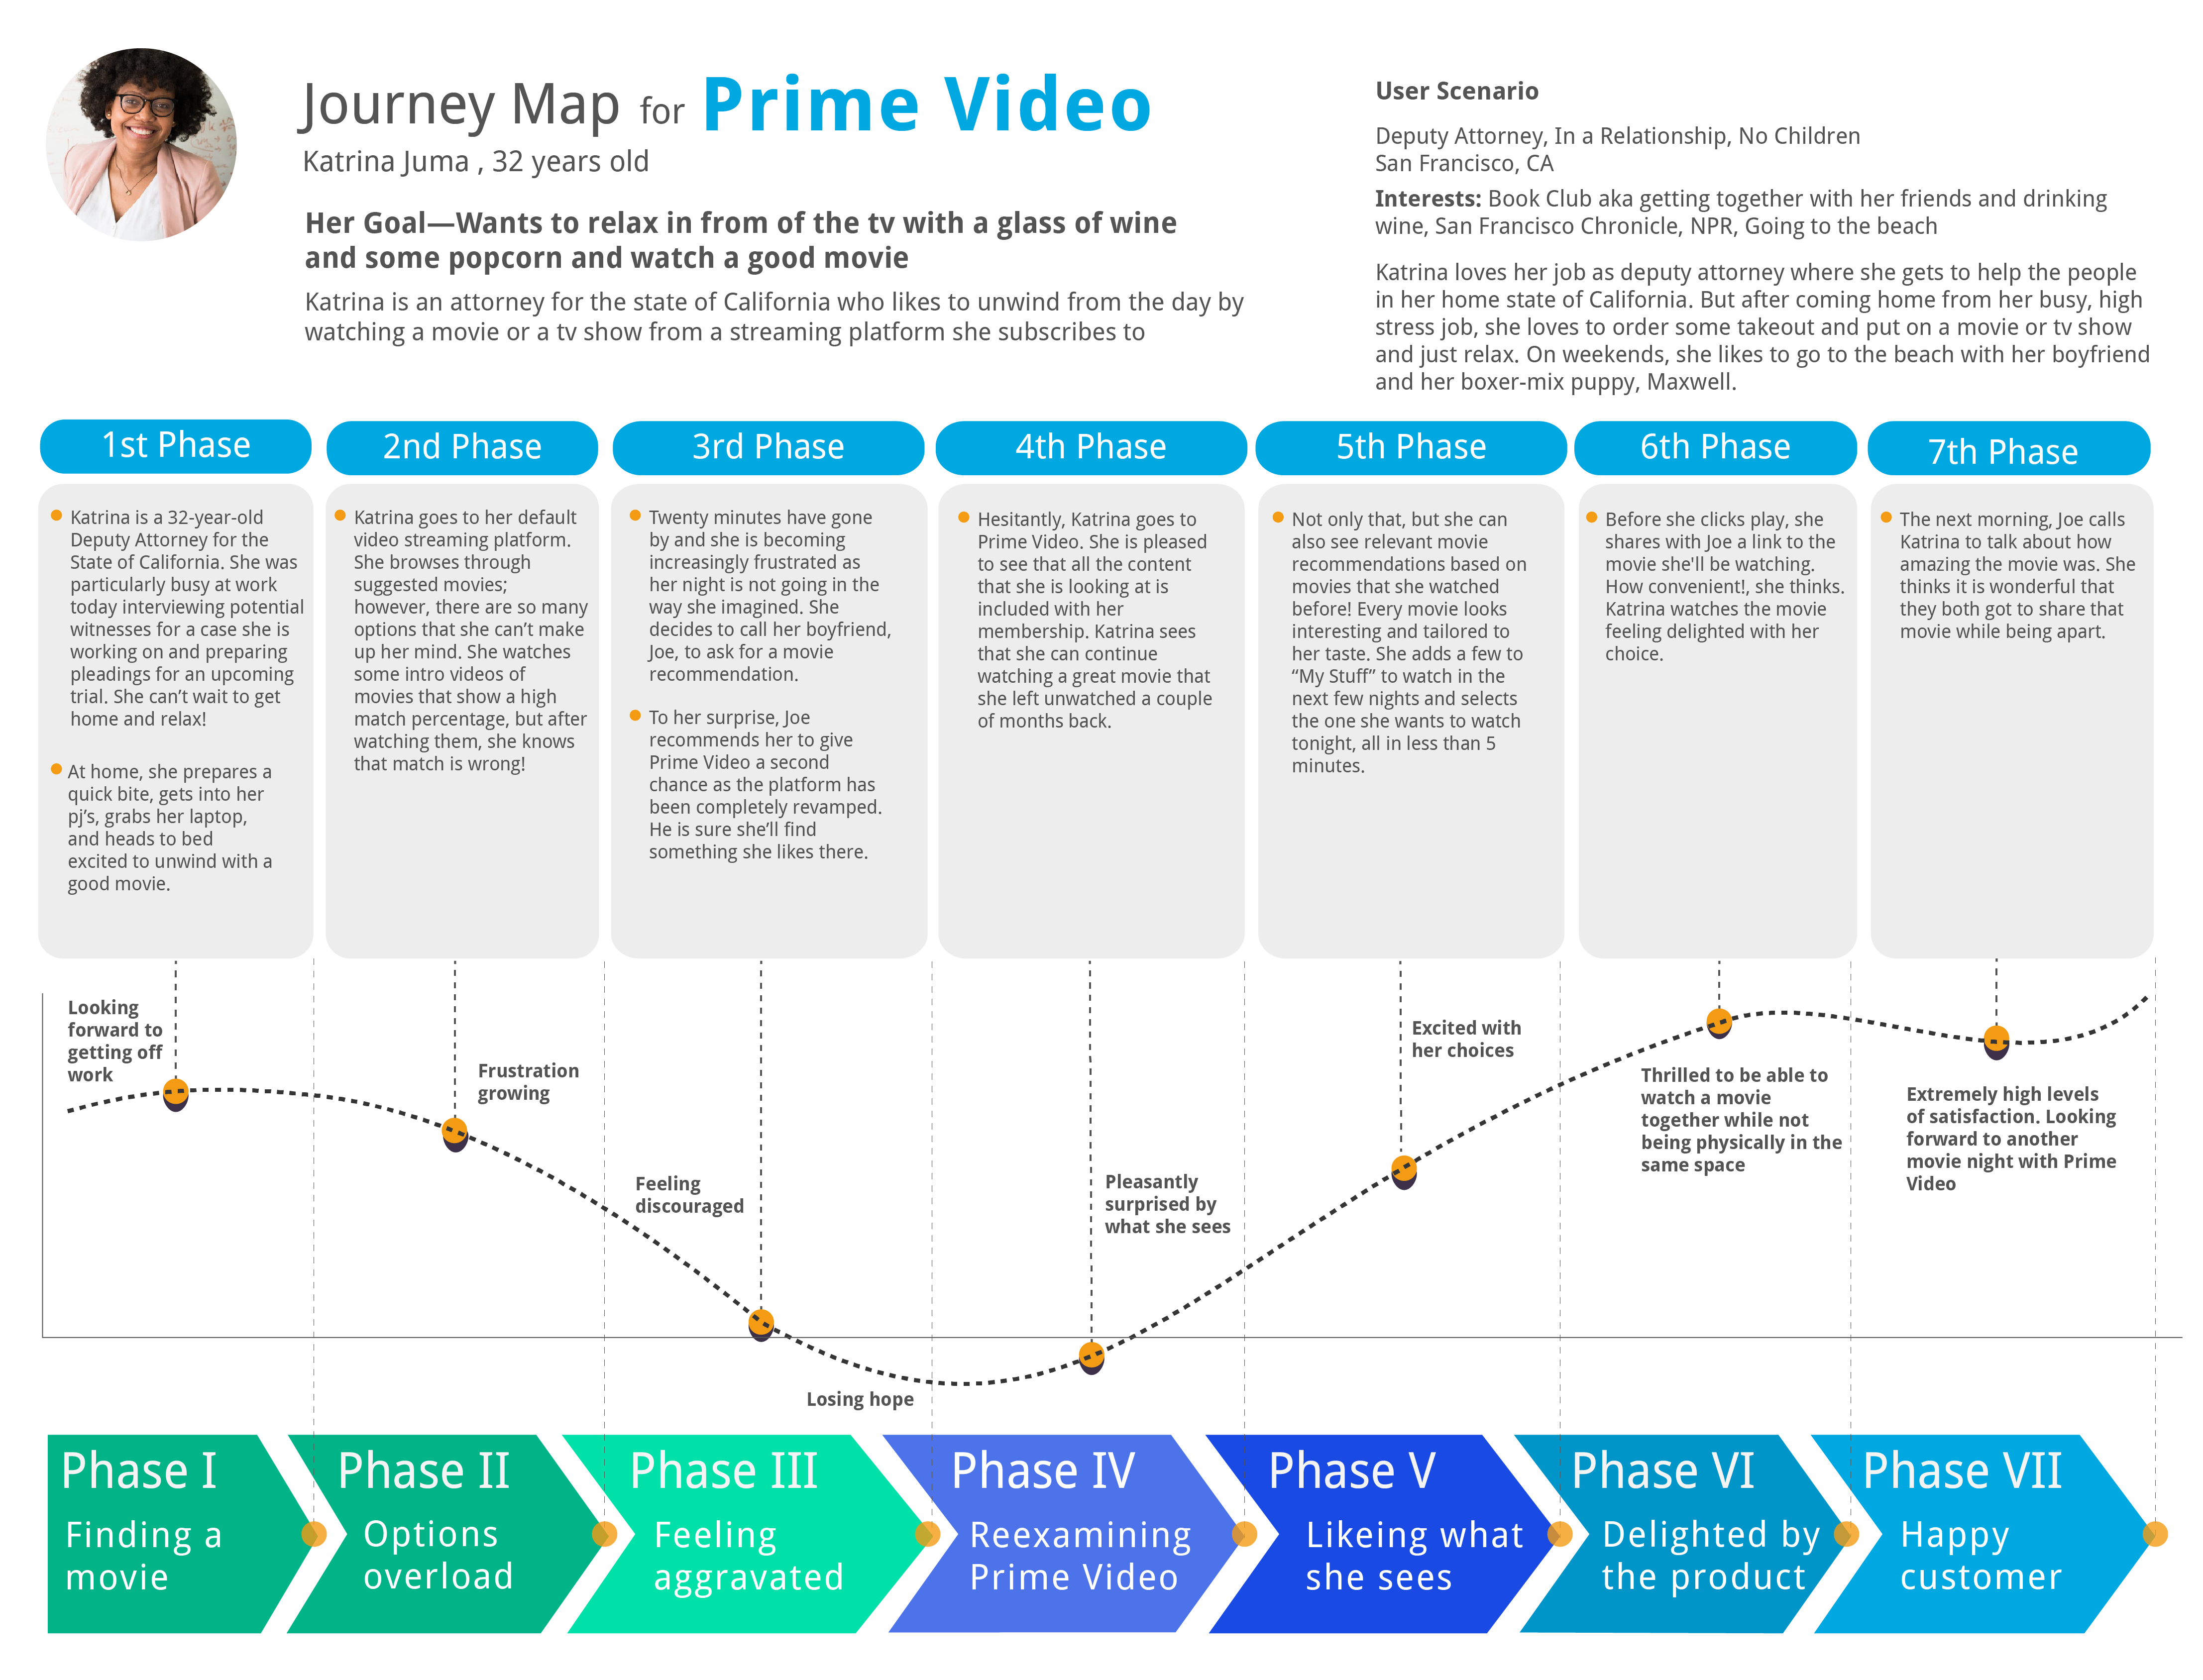 Journey Map for Prime Video
Katrina Juma , 32 years old
Her Goal—Wants to relax in from of the tv with a glass of wine
and some popcorn and watch a good movie
Katrina is an attorney for the state of California who likes to unwind from the day by
watching a movie or a tv show from a streaming platform she subscribes to
User Scenario
Deputy Attorney, In a Relationship, No Children
San Francisco, CA
Interests: Book Club aka getting together with her friends and drinking
wine, San Francisco Chronicle, NPR, Going to the beach
Katrina loves her job as deputy attorney where she gets to help the people
in her home state of California. But after coming home from her busy, high
stress job, she loves to order some takeout and put on a movie or tv show
and just relax. On weekends, she likes to go to the beach with her boyfriend
and her boxer-mix puppy, Maxwell.
1st Phase
Katrina is a 32-year-old
Deputy Attorney for the
State of California. She was
particularly busy at work
today interviewing potential
witnesses for a case she is
working on and preparing
pleadings for an upcoming
trial. She can't wait to get
home and relax!
At home, she prepares a
quick bite, gets into her
pj's, grabs her laptop,
and heads to bed
excited to unwind with a
good movie.
2nd Phase
Katrina goes to her default
video streaming platform.
She browses through
suggested movies;
however, there are so many
options that she can't make
up her mind. She watches
some intro videos of
movies that show a high
match percentage, but after
watching them, she knows
that match is wrong!
3rd Phase
Twenty minutes have gone
by and she is becoming
increasingly frustrated as
her night is not going in the
way she imagined. She
decides to call her boyfriend,
Joe, to ask for a movie
recommendation.
To her surprise, Joe
recommends her to give
Prime Video a second
chance as the platform has
been completely revamped.
He is sure she'll find
something she likes there.
4th Phase
Hesitantly, Katrina goes to
Prime Video. She is pleased
to see that all the content
that she is looking at is
included with her
membership. Katrina sees
that she can continue
watching a great movie that
she left unwatched a couple
of months back.
5th Phase
Not only that, but she can
also see relevant movie
recommendations based on
movies that she watched
before! Every movie looks
interesting and tailored to
her taste. She adds a few to
“My Stuff” to watch in the
next few nights and selects
the one she wants to watch
tonight, all in less than 5
minutes.
6th Phase
Before she clicks play, she
shares with Joe a link to the
movie she'll be watching.
How convenient!, she thinks.
Katrina watches the movie
feeling delighted with her
choice.
7th Phase
The next morning, Joe calls
Katrina to talk about how
amazing the movie was. She
thinks it is wonderful that
they both got to share that
movie while being apart.
Looking
forward to
getting off
work
Frustration
growing
Feeling
discouraged
Losing hope
Pleasantly
surprised by
what she sees
Excited with
her choices
Thrilled to be able to
watch a movie
together while not
being physically in the
same space
Extremely high levels
of satisfaction. Looking
forward to another
movie night with Prime
Video
Phase I
Finding a
movie
Phase II
Options
overload
Phase III
Feeling
aggravated
Phase IV
Reexamining
Prime Video
Phase V
Likeing what
she sees
Phase VI
Delighted by
the product
Phase VII
Happy
customer